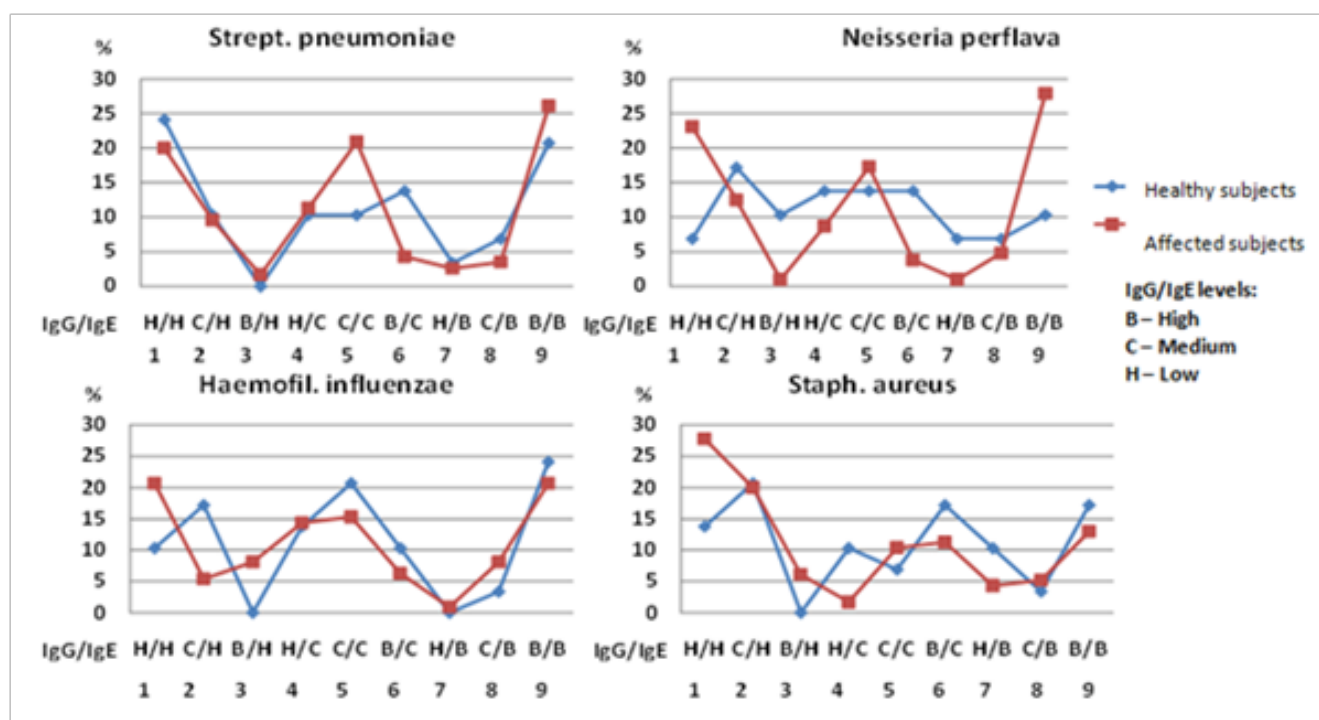 Strept. pneumoniae
%
30
25
20
15
10
5
0
IgG/IgE H/H C/H B/H H/C C/C B/C H/B C/B B/B
1 2 3 4 5 6 7 8 9
Neisseria perflava
%
30
25
20
15
10
5
0
IgG/IgE H/H C/H B/H H/C C/C B/C H/B C/B B/B
1 2 3 4 5 6 7 8 9
Healthy subjects
Affected subjects
IgG/IgE levels:
B – High
C – Medium
H – Low
Haemofil. influenzae
%
30
25
20
15
10
5
0
IgG/IgE H/H C/H B/H H/C C/C B/C H/B C/B B/B
1 2 3 4 5 6 7 8 9
Staph. aureus
%
30
25
20
15
10
5
0
IgG/IgE H/H C/H B/H H/C C/C B/C H/B C/B B/B
1 2 3 4 5 6 7 8 9